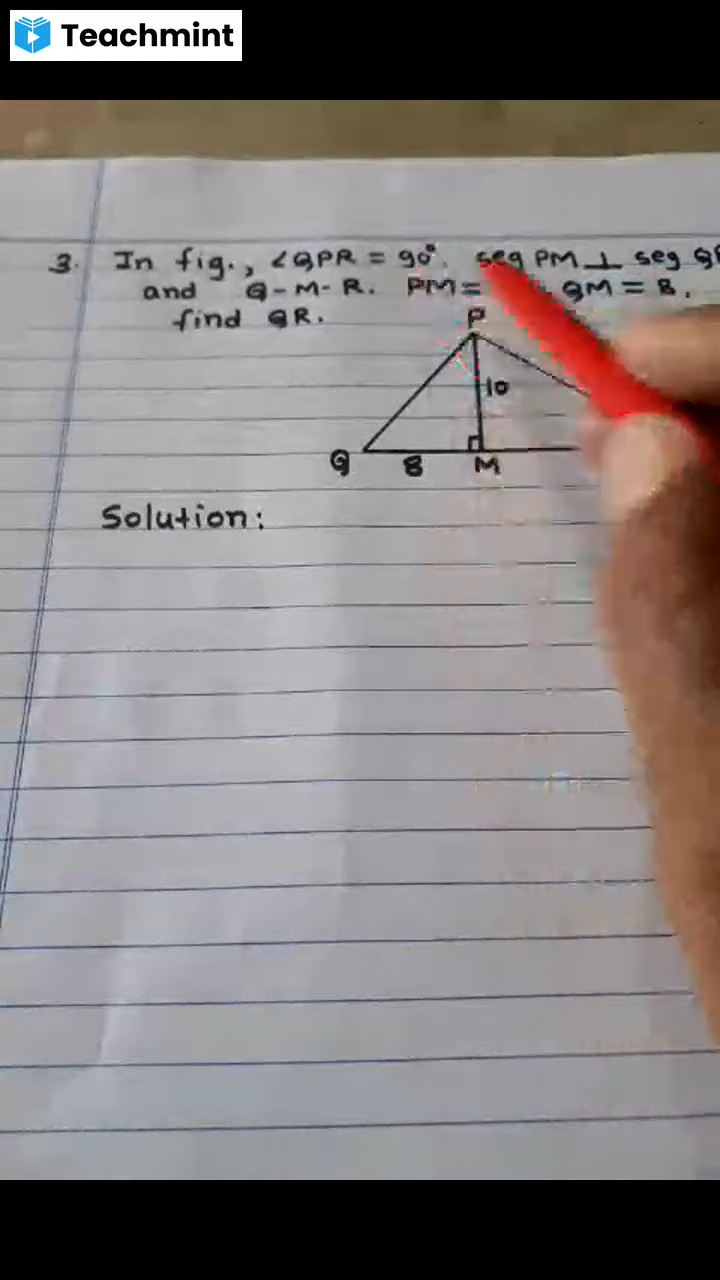 Teachmint
3. In fig., ∠QPR = 90°. seg PM ⊥ seg
and Q-M-R. PM = QM = 8.
find QR.
P
10
Q 8 M
Solution: